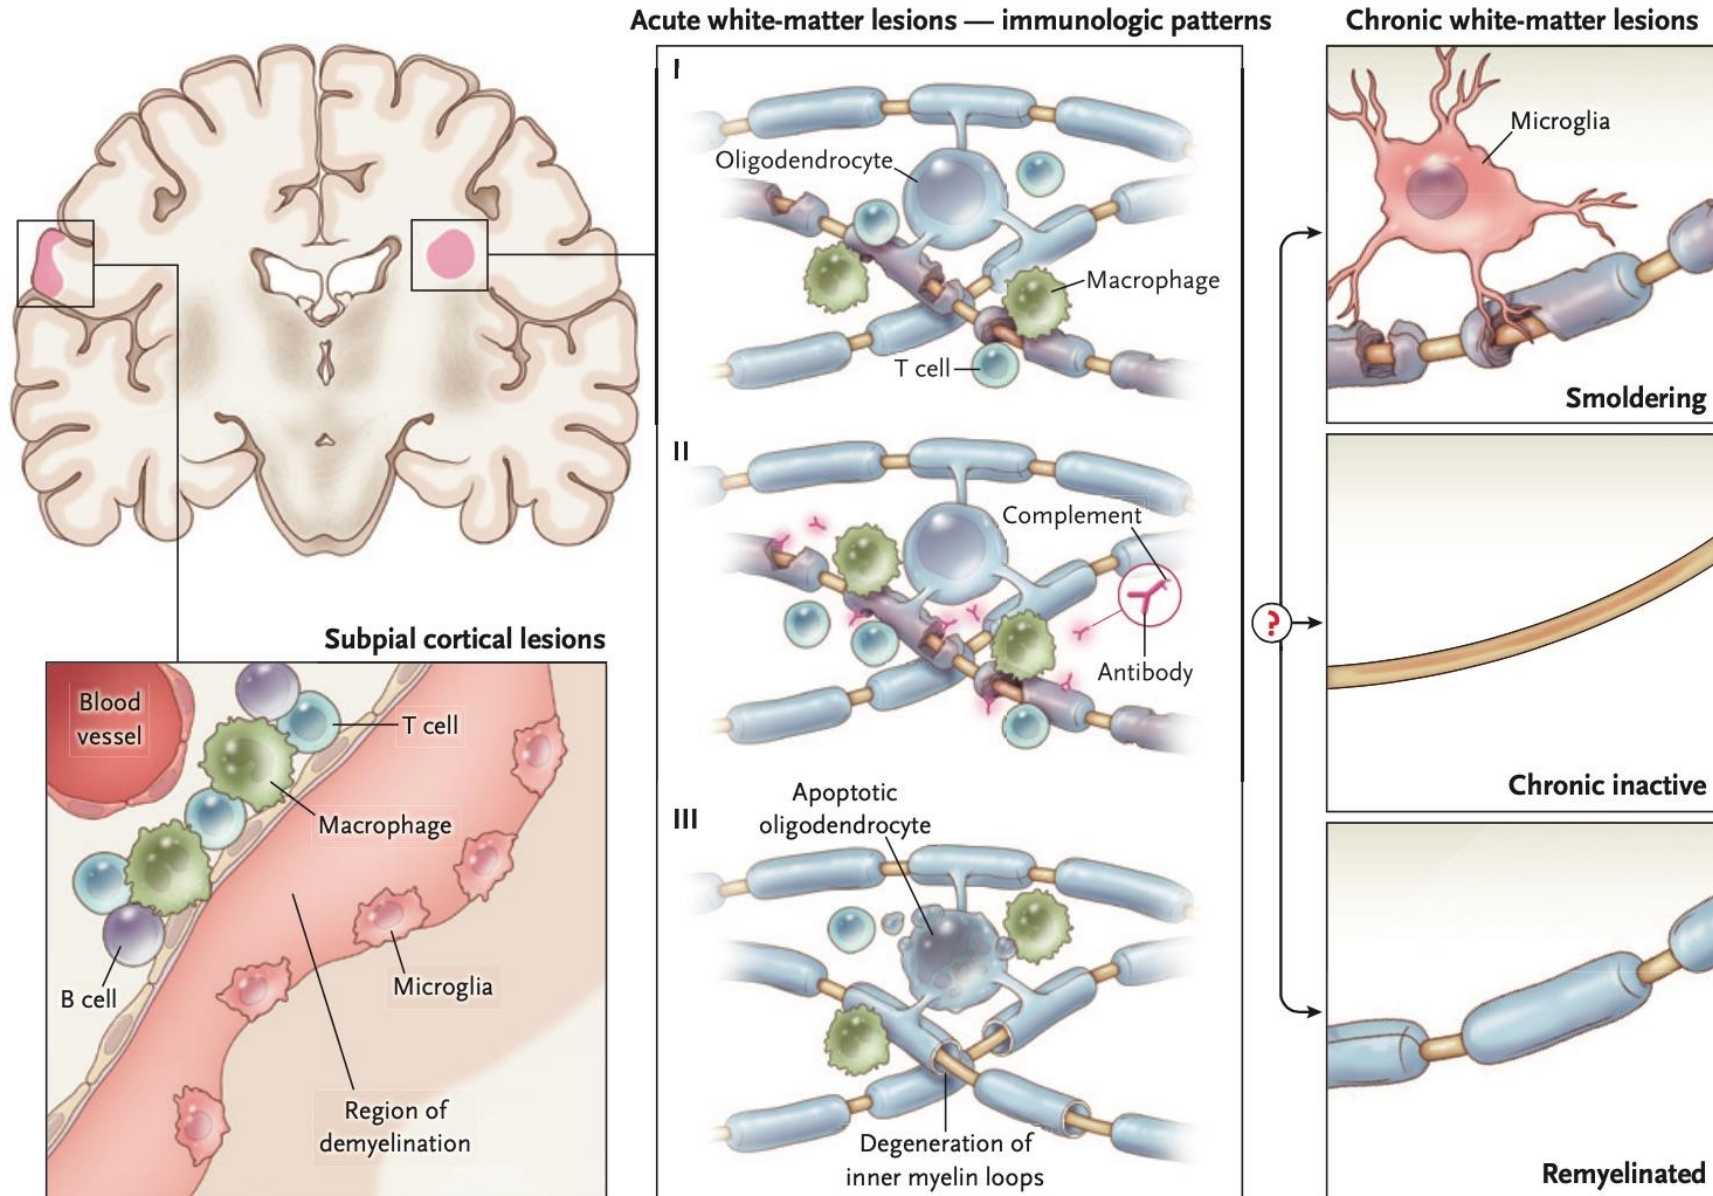 Acute white-matter lesions — immunologic patterns
Chronic white-matter lesions
I
Oligodendrocyte
Macrophage
T cell
II
Complement
Antibody
III
Apoptotic
oligodendrocyte
Degeneration of
inner myelin loops
Subpial cortical lesions
Blood
vessel
T cell
Macrophage
B cell
Microglia
Region of
demyelination
?
Microglia
Smoldering
Chronic inactive
Remyelinated